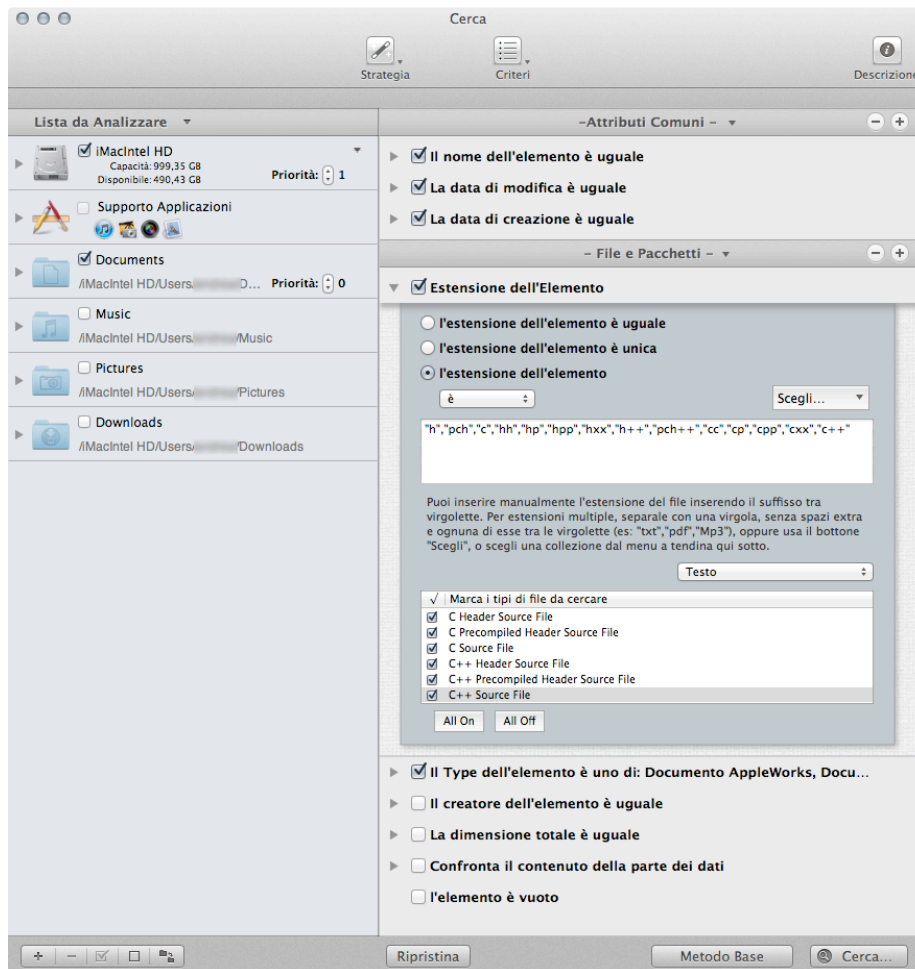 Cerca
Strategia
Criteri
Descrizione
Lista da Analizzare
iMacIntel HD
Capacità: 999,35 GB
Disponibile: 490,43 GB
Priorità: 1
Supporto Applicazioni
Documents
/iMacIntel HD/Users/ D... Priorità: 0
Music
/iMacIntel HD/Users/ /Music
Pictures
/iMacIntel HD/Users/ /Pictures
Downloads
/iMacIntel HD/Users/ /Downloads
-Attributi Comuni -
Il nome dell'elemento è uguale
La data di modifica è uguale
La data di creazione è uguale
- File e Pacchetti -
Estensione dell'Elemento
l'estensione dell'elemento è uguale
l'estensione dell'elemento è unica
l'estensione dell'elemento
è
Scegli...
"h","pch","c","hh","hp","hpp","hxx","h++","pch++","cc","cp","cpp","cxx","c++"
Puoi inserire manualmente l'estensione del file inserendo il suffisso tra
virgolette. Per estensioni multiple, separale con una virgola, senza spazi extra
e ognuna di esse tra le virgolette (es: "txt","pdf","Mp3"), oppure usa il bottone
"Scegli", o scegli una collezione dal menu a tendina qui sotto.
Testo
√ Marca i tipi di file da cercare
C Header Source File
C Precompiled Header Source File
C Source File
C++ Header Source File
C++ Precompiled Header Source File
C++ Source File
All On
All Off
Il Type dell'elemento è uno di: Documento AppleWorks, Docu...
Il creatore dell'elemento è uguale
La dimensione totale è uguale
Confronta il contenuto della parte dei dati
l'elemento è vuoto
Ripristina
Metodo Base
Cerca...